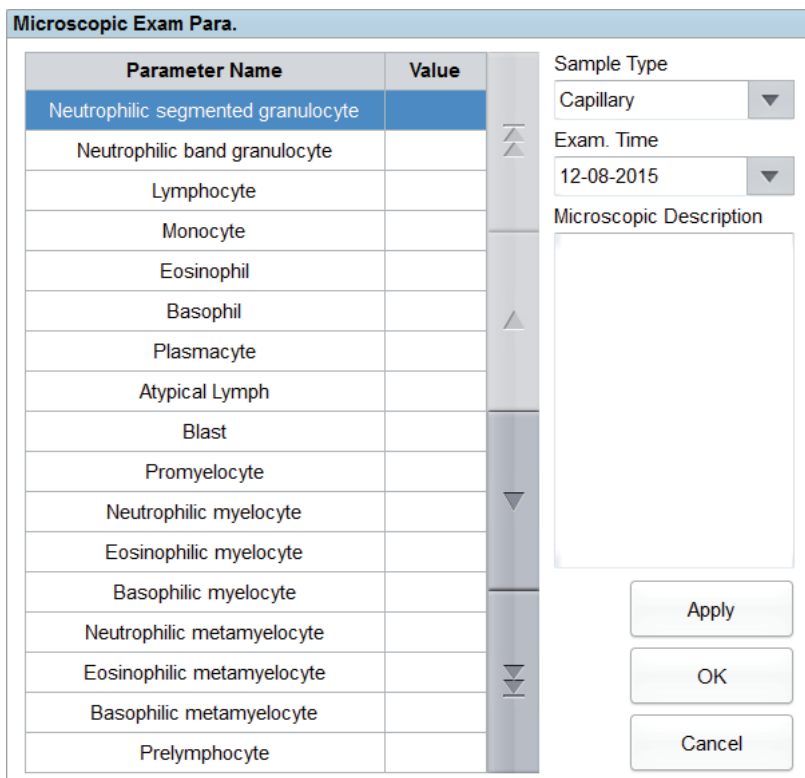 Microscopic Exam Para.
Parameter Name Value
Neutrophilic segmented granulocyte
Neutrophilic band granulocyte
Lymphocyte
Monocyte
Eosinophil
Basophil
Plasmacyte
Atypical Lymph
Blast
Promyelocyte
Neutrophilic myelocyte
Eosinophilic myelocyte
Basophilic myelocyte
Neutrophilic metamyelocyte
Eosinophilic metamyelocyte
Basophilic metamyelocyte
Prelymphocyte
Sample Type
Capillary
Exam. Time
12-08-2015
Microscopic Description
Apply
OK
Cancel